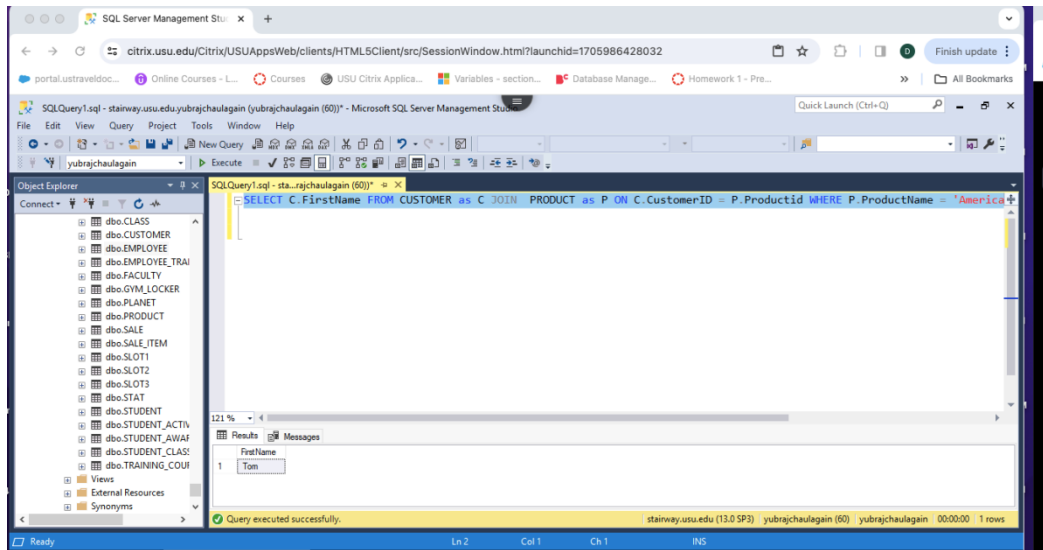 SQL Server Management Stu
citrix.usu.edu/Citrix/USUAppsWeb/clients/HTML5Client/src/SessionWindow.html?launchid=1705986428032
D
Finish update
portal.ustraveldoc... Online Courses - L... Courses USU Citrix Applica... Variables - section... Database Manage... Homework 1 - Pre... » All Bookmarks
SQLQuery1.sql - stairway.usu.edu.yubrajchaulagain (yubrajchaulagain (60))* - Microsoft SQL Server Management Studio
Quick Launch (Ctrl+Q)
File Edit View Query Project Tools Window Help
New Query
yubrajchaulagain Execute
Object Explorer
SQLQuery1.sql - sta...rajchaulagain (60))*
Connect
SELECT C.FirstName FROM CUSTOMER as C JOIN PRODUCT as P ON C.CustomerID = P.Productid WHERE P.ProductName = 'America
dbo.CLASS
dbo.CUSTOMER
dbo.EMPLOYEE
dbo.EMPLOYEE_TRAI
dbo.FACULTY
dbo.GYM_LOCKER
dbo.PLANET
dbo.PRODUCT
dbo.SALE
dbo.SALE_ITEM
dbo.SLOT1
dbo.SLOT2
dbo.SLOT3
dbo.STAT
dbo.STUDENT
dbo.STUDENT_ACTIV
dbo.STUDENT_AWAR
dbo.STUDENT_CLASS
dbo.TRAINING_COUR
Views
External Resources
Synonyms
121 %
Results Messages
FirstName
1 Tom
Query executed successfully.
stairway.usu.edu (13.0 SP3) yubrajchaulagain (60) yubrajchaulagain 00:00:00 1 rows
Ready Ln 2 Col 1 Ch 1 INS